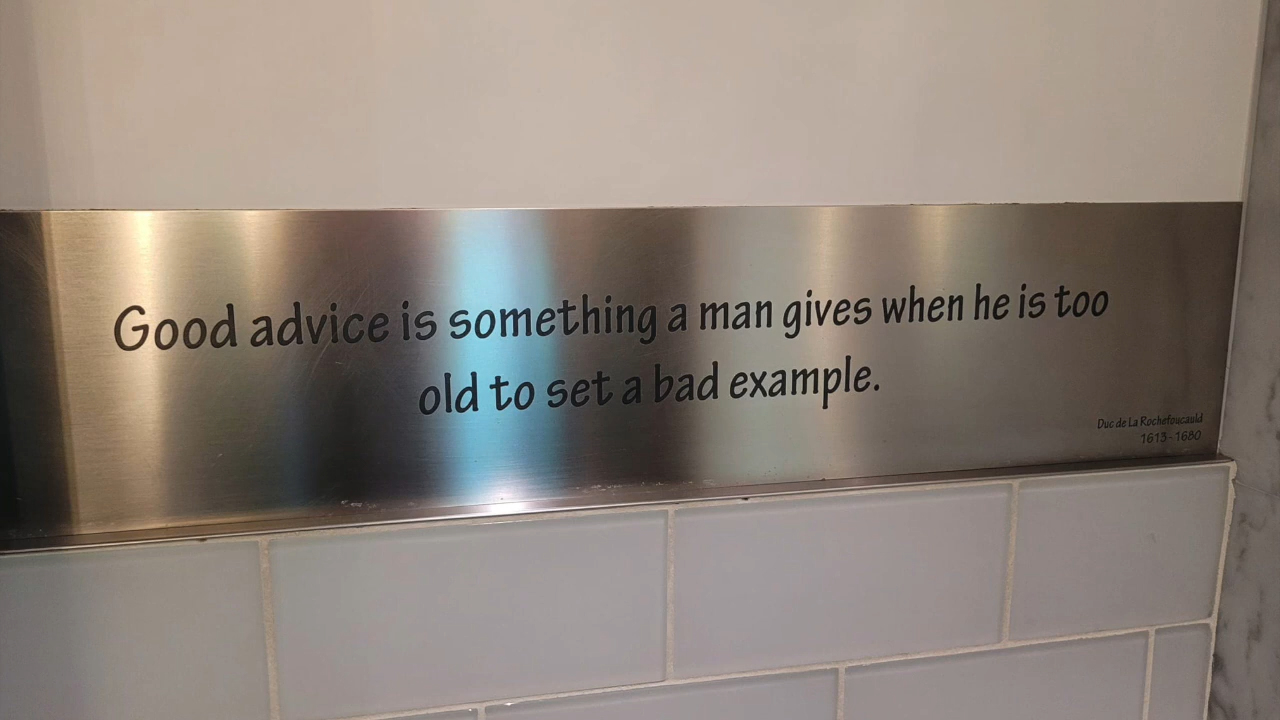 Good advice is something a man gives when he is too
old to set a bad example.
Duc de La Rochefoucauld
1613-1680